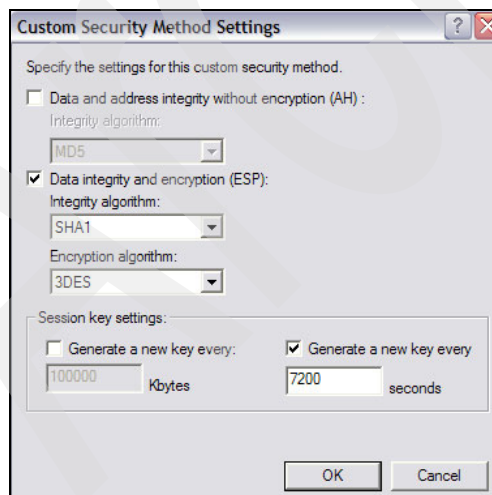 Custom Security Method Settings
Specify the settings for this custom security method.
Data and address integrity without encryption (AH) :
Integrity algorithm:
MD5
Data integrity and encryption (ESP):
Integrity algorithm:
SHA1
Encryption algorithm:
3DES
Session key settings:
Generate a new key every: Generate a new key every
100000 Kbytes 7200 seconds
OK Cancel